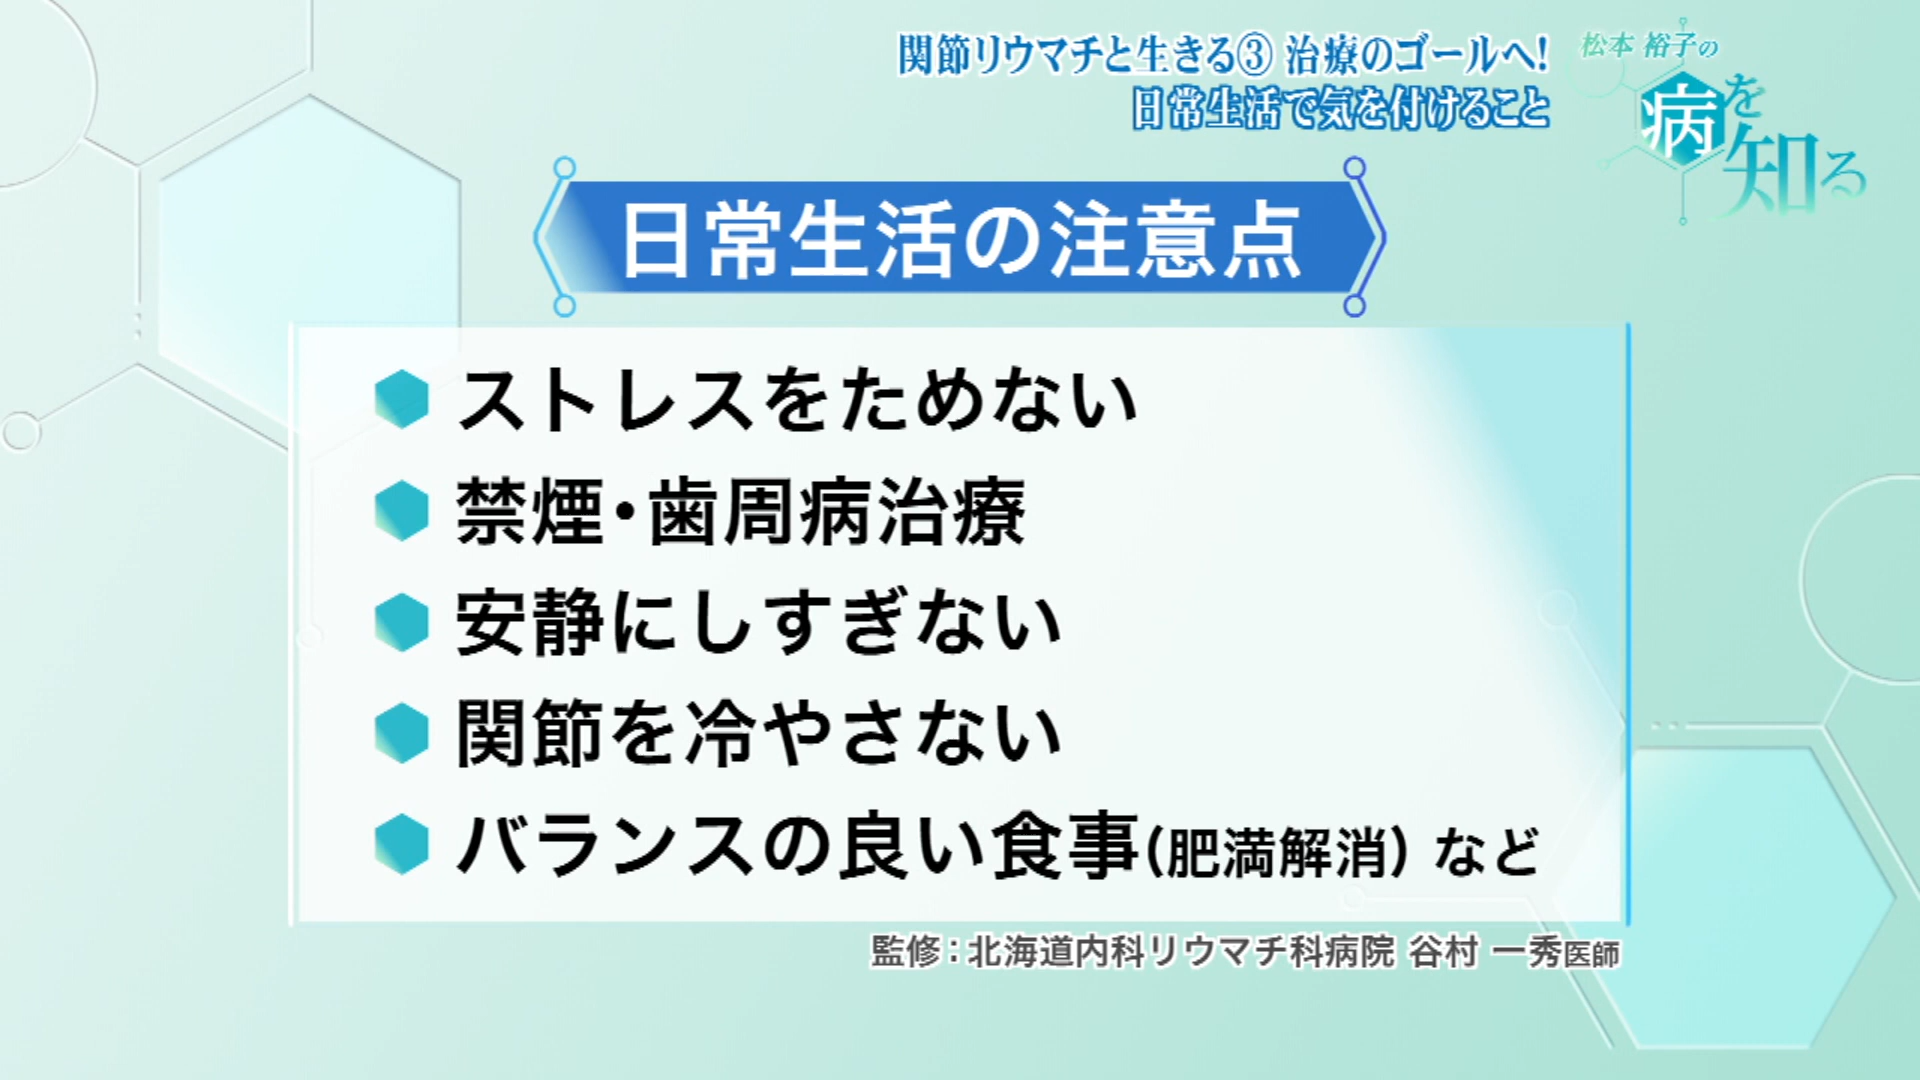 関節リウマチと生きる③ 治療のゴールへ!
日常生活で気を付けること
松本 裕子の
病を
知る
日常生活の注意点
ストレスをためない
禁煙・歯周病治療
安静にしすぎない
関節を冷やさない
バランスの良い食事(肥満解消) など
監修:北海道内科リウマチ科病院 谷村 一秀医師